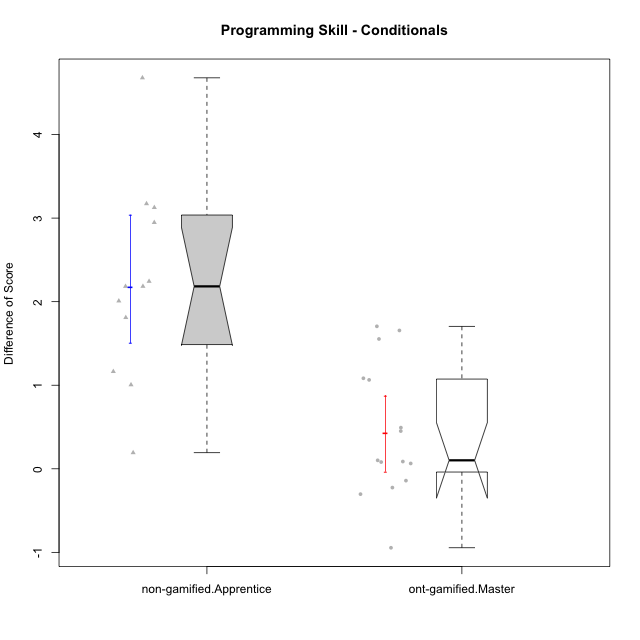 Programming Skill - Conditionals
Difference of Score
4
3
2
1
0
-1
non-gamified.Apprentice
ont-gamified.Master